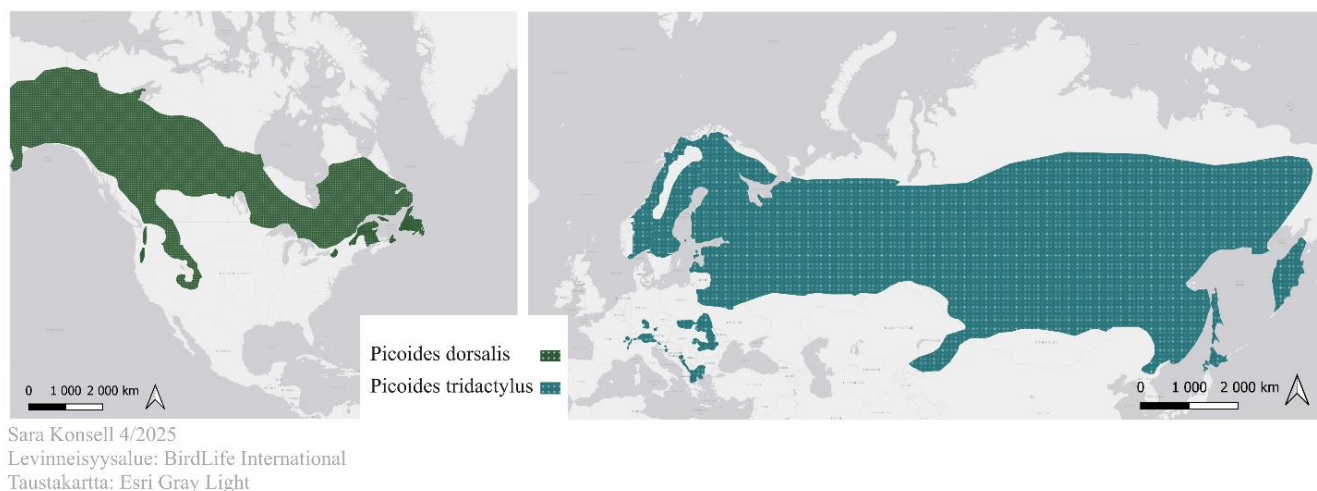 Picoides dorsalis
Picoides tridactylus
0 1 000 2 000 km
0 1 000 2 000 km
Sara Konsell 4/2025
Levinneisyysalue: BirdLife International
Taustakartta: Esri Gray Light